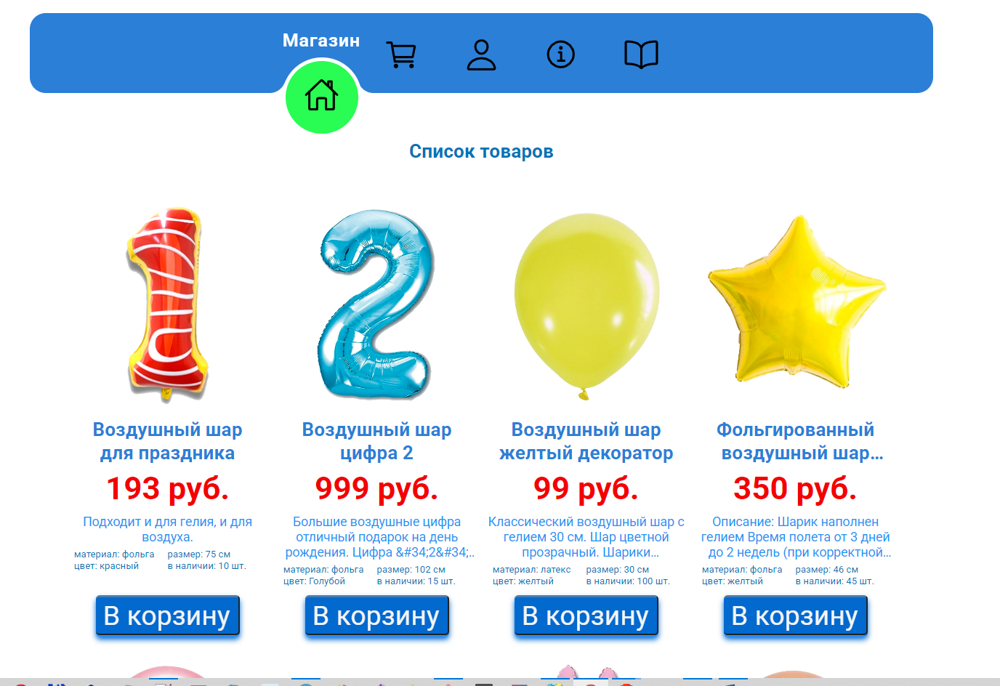 Магазин
Список товаров
Воздушный шар
для праздника
193 руб.
Подходит и для гелия, и для
воздуха.
материал: фольга размер: 75 см
цвет: красный в наличии: 10 шт.
В корзину
Воздушный шар
цифра 2
999 руб.
Большие воздушные цифра
отличный подарок на день
рождения. Цифра &#34;2&#34;..
материал: фольга размер: 102 см
цвет: Голубой в наличии: 15 шт.
В корзину
Воздушный шар
желтый декоратор
99 руб.
Классический воздушный шар с
гелием 30 см. Шар цветной
прозрачный. Шарики…
материал: латекс размер: 30 см
цвет: желтый в наличии: 100 шт.
В корзину
Фольгированный
воздушный шар…
350 руб.
Описание: Шарик наполнен
гелием Время полета от 3 дней
до 2 недель (при корректной…
материал: фольга размер: 46 см
цвет: желтый в наличии: 45 шт.
В корзину